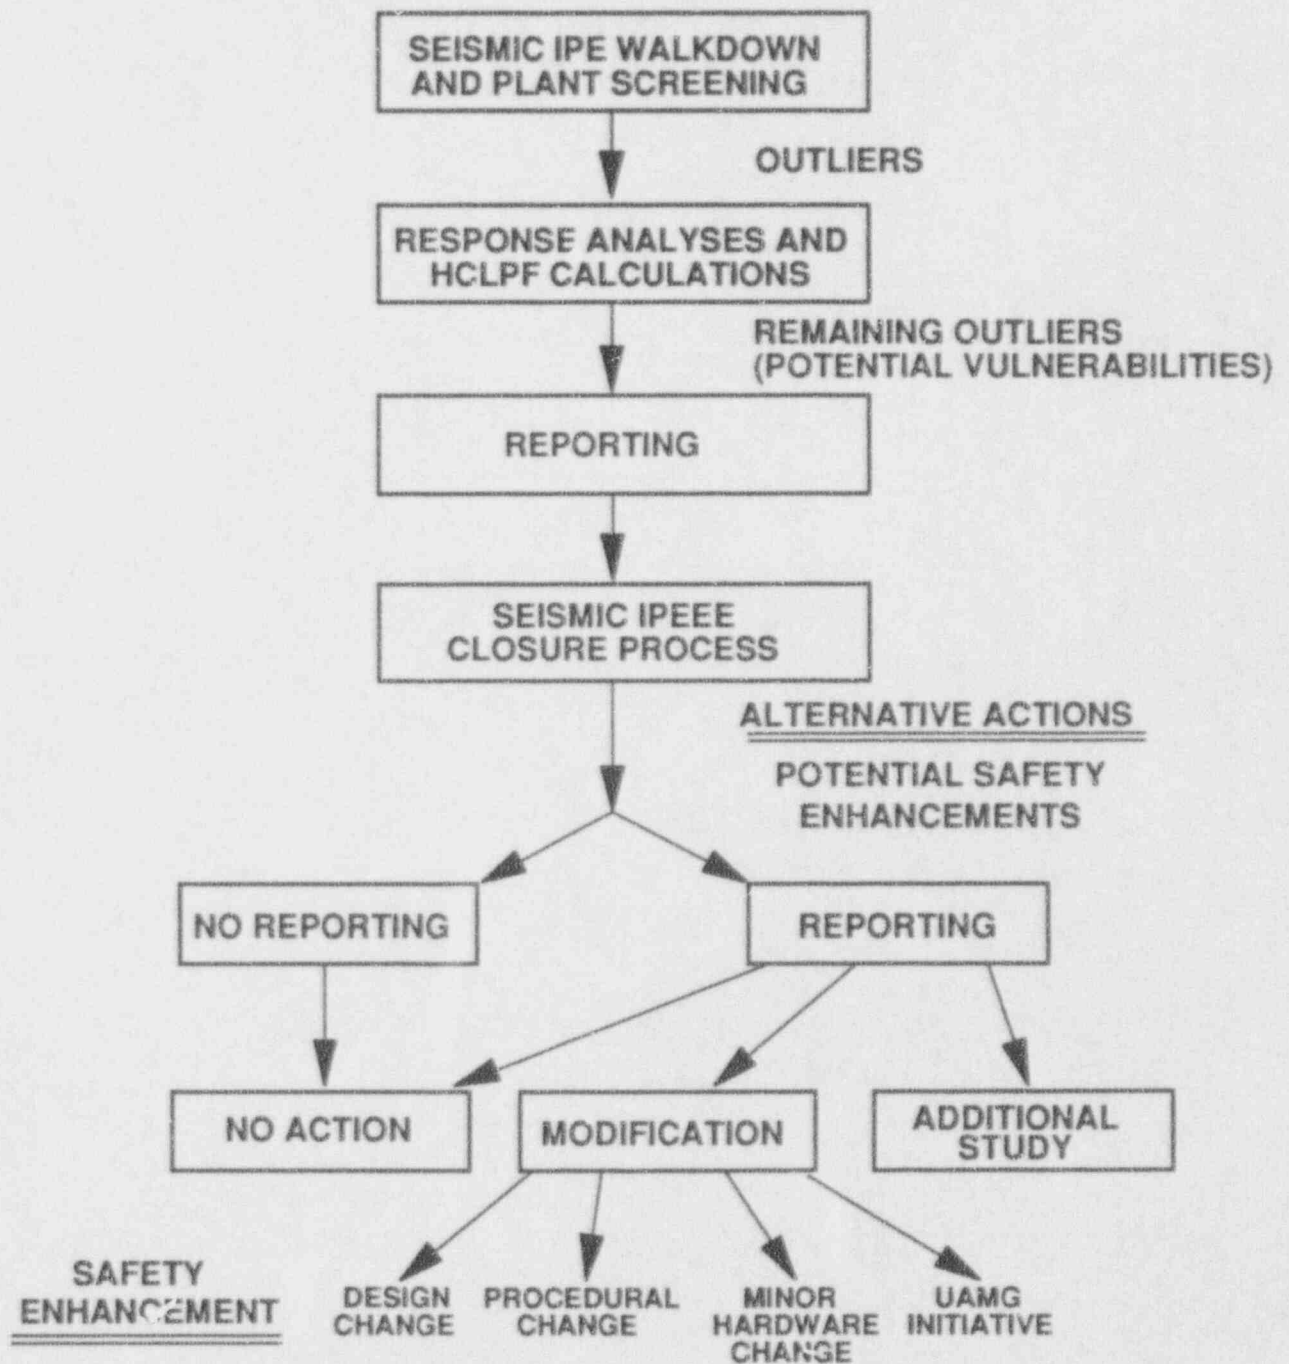 SEISMIC IPE WALKDOWN
AND PLANT SCREENING
OUTLIERS
RESPONSE ANALYSES AND
HCLPF CALCULATIONS
REMAINING OUTLIERS
(POTENTIAL VULNERABILITIES)
REPORTING
SEISMIC IPEEE
CLOSURE PROCESS
ALTERNATIVE ACTIONS
POTENTIAL SAFETY
ENHANCEMENTS
NO REPORTING
REPORTING
NO ACTION
MODIFICATION
ADDITIONAL
STUDY
SAFETY
ENHANCEMENT
DESIGN
CHANGE
PROCEDURAL
CHANGE
MINOR
HARDWARE
CHANGE
UAMG
INITIATIVE